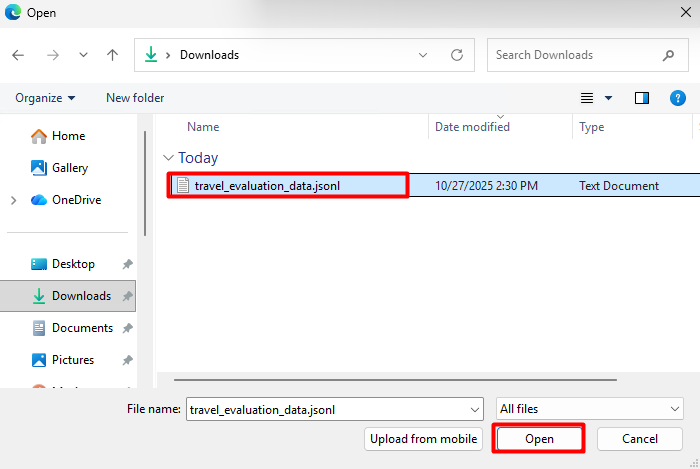 Open
Downloads
Search Downloads
Organize
New folder
Name
Date modified
Type
Home
Gallery
OneDrive
Desktop
Downloads
Documents
Pictures
Today
travel_evaluation_data.jsonl
10/27/2025 2:30 PM
Text Document
File name:
travel_evaluation_data.jsonl
All files
Upload from mobile
Open
Cancel